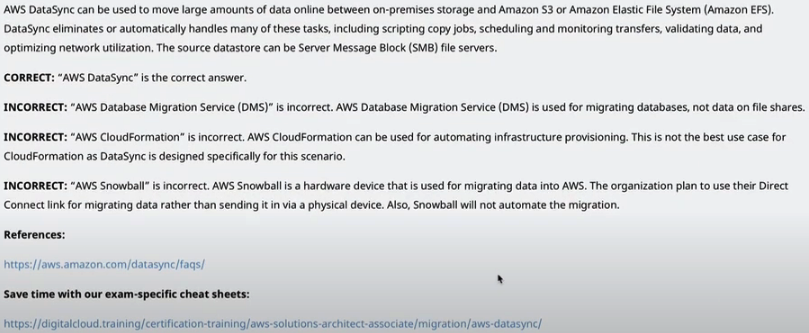 AWS DataSync can be used to move large amounts of data online between on-premises storage and Amazon S3 or Amazon Elastic File System (Amazon EFS).
DataSync eliminates or automatically handles many of these tasks, including scripting copy jobs, scheduling and monitoring transfers, validating data, and
optimizing network utilization. The source datastore can be Server Message Block (SMB) file servers.
CORRECT: "AWS DataSync" is the correct answer.
INCORRECT: "AWS Database Migration Service (DMS)" is incorrect. AWS Database Migration Service (DMS) is used for migrating databases, not data on file shares.
INCORRECT: "AWS CloudFormation" is incorrect. AWS CloudFormation can be used for automating infrastructure provisioning. This is not the best use case for
CloudFormation as DataSync is designed specifically for this scenario.
INCORRECT: "AWS Snowball" is incorrect. AWS Snowball is a hardware device that is used for migrating data into AWS. The organization plan to use their Direct
Connect link for migrating data rather than sending it in via a physical device. Also, Snowball will not automate the migration.
References:
https://aws.amazon.com/datasync/faqs/
Save time with our exam-specific cheat sheets:
https://digitalcloud.training/certification-training/aws-solutions-architect-associate/migration/aws-datasync/